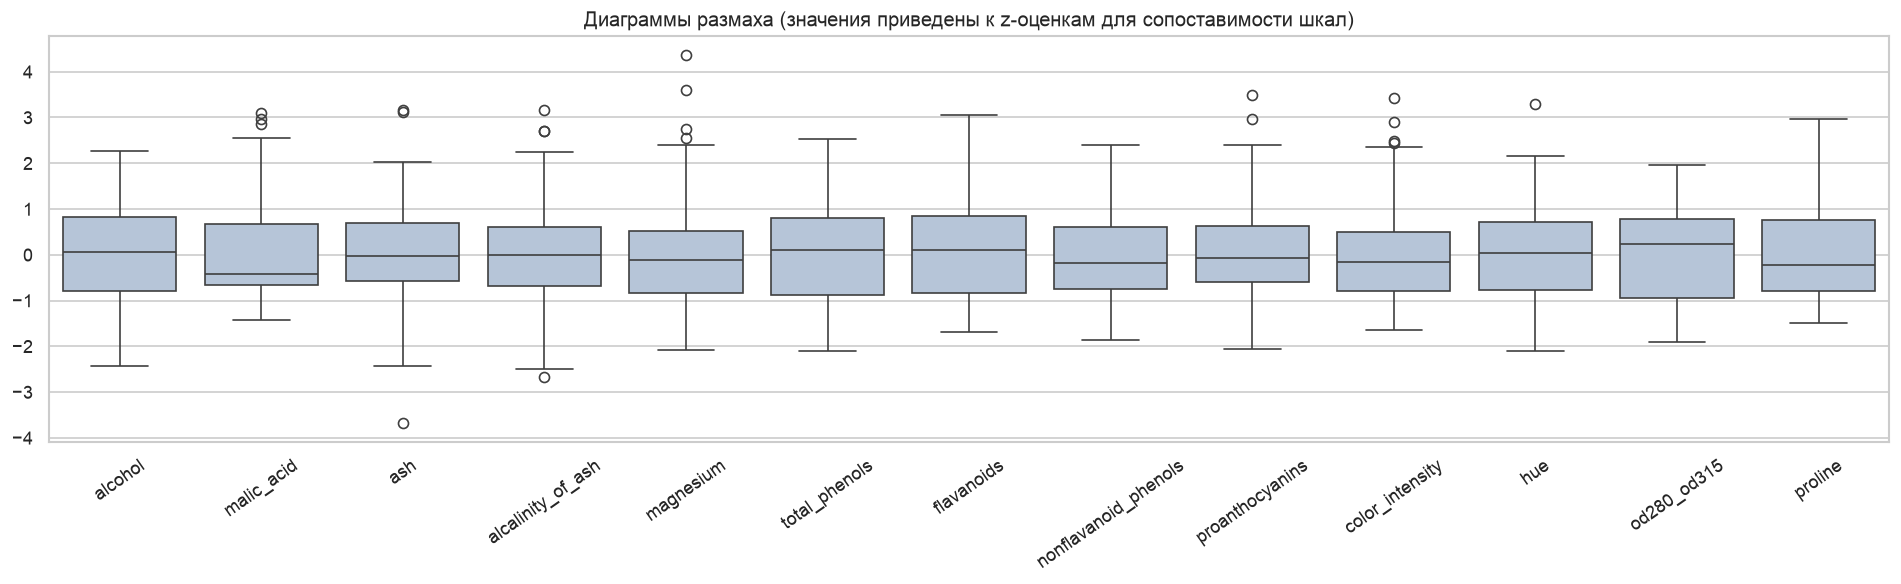 Диаграммы размаха (значения приведены к z-оценкам для сопоставимости шкал)
4
3
2
1
0
−1
−2
−3
−4
alcohol
malic_acid
ash
alcalinity_of_ash
magnesium
total_phenols
flavanoids
nonflavanoid_phenols
proanthocyanins
color_intensity
hue
od280_od315
proline